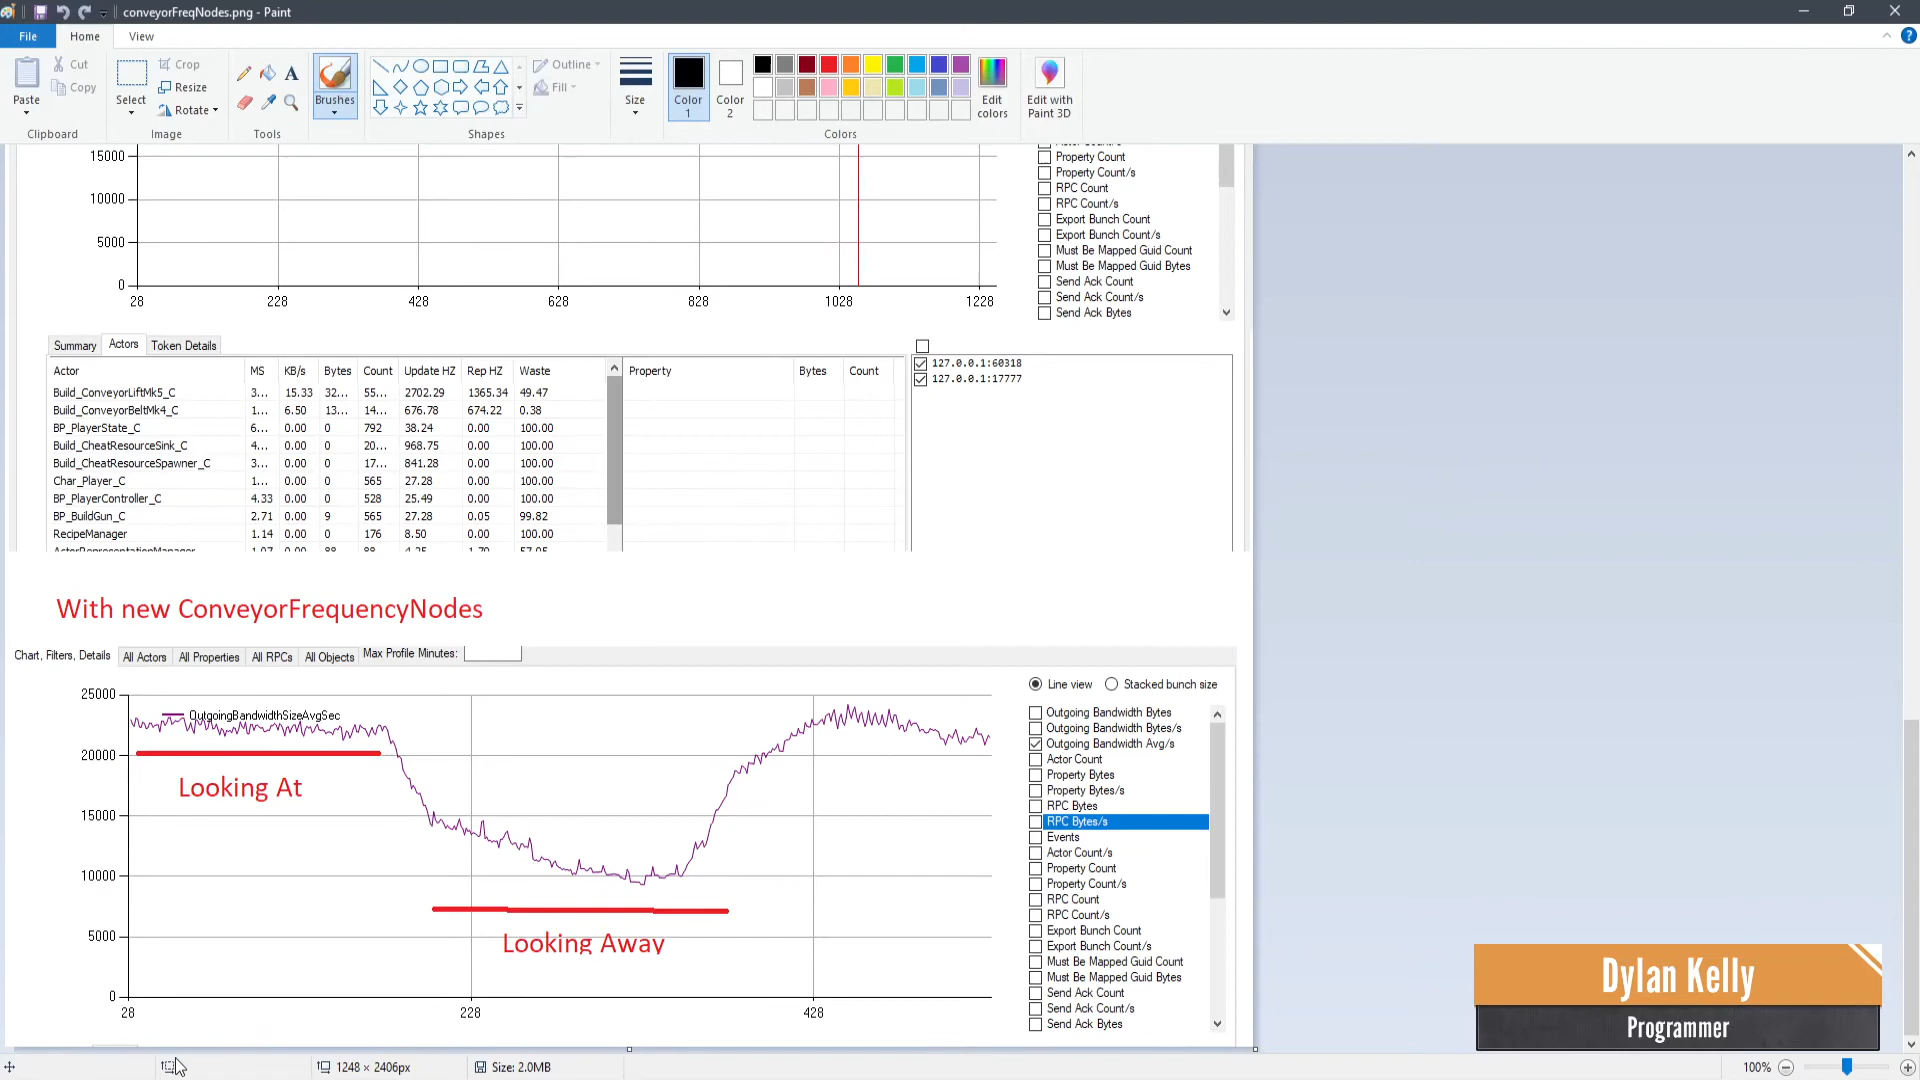 conveyorFreqNodes.png - Paint
File Home View
Paste Cut Copy Clipboard
Select Crop Resize Rotate Image
Tools
Brushes
Shapes Outline Fill
Size
Color 1 Color 2 Colors
Edit colors
Edit with Paint 3D
15000
10000
5000
0
28 228 428 628 828 1028 1228
Property Count
Property Count/s
RPC Count
RPC Count/s
Export Bunch Count
Export Bunch Count/s
Must Be Mapped Guid Count
Must Be Mapped Guid Bytes
Send Ack Count
Send Ack Count/s
Send Ack Bytes
Summary Actors Token Details
Actor MS KB/s Bytes Count Update HZ Rep HZ Waste Property Bytes Count
Build_ConveyorLiftMk5_C 3... 15.33 32... 55... 2702.29 1365.34 49.47
Build_ConveyorBeltMk4_C 1... 6.50 13... 14... 676.78 674.22 0.38
BP_PlayerState_C 6... 0.00 0 792 38.24 0.00 100.00
Build_CheatResourceSink_C 4... 0.00 0 20... 968.75 0.00 100.00
Build_CheatResourceSpawner_C 3... 0.00 0 17... 841.28 0.00 100.00
Char_Player_C 1... 0.00 0 565 27.28 0.00 100.00
BP_PlayerController_C 4.33 0.00 0 528 25.49 0.00 100.00
BP_BuildGun_C 2.71 0.00 9 565 27.28 0.05 99.82
RecipeManager 1.14 0.00 0 176 8.50 0.00 100.00
127.0.0.1:60318
127.0.0.1:17777
With new ConveyorFrequencyNodes
Chart, Filters, Details All Actors All Properties All RPCs All Objects Max Profile Minutes:
Line view Stacked bunch size
25000
OutgoingBandwidthSizeAvgSec
20000
Looking At
15000
10000
5000
Looking Away
0
28 228 428
Outgoing Bandwidth Bytes
Outgoing Bandwidth Bytes/s
Outgoing Bandwidth Avg/s
Actor Count
Property Bytes
Property Bytes/s
RPC Bytes
RPC Bytes/s
Events
Actor Count/s
Property Count
Property Count/s
RPC Count
RPC Count/s
Export Bunch Count
Export Bunch Count/s
Must Be Mapped Guid Count
Must Be Mapped Guid Bytes
Send Ack Count
Send Ack Count/s
Send Ack Bytes
Dylan Kelly
Programmer
1248 × 2406px Size: 2.0MB 100%